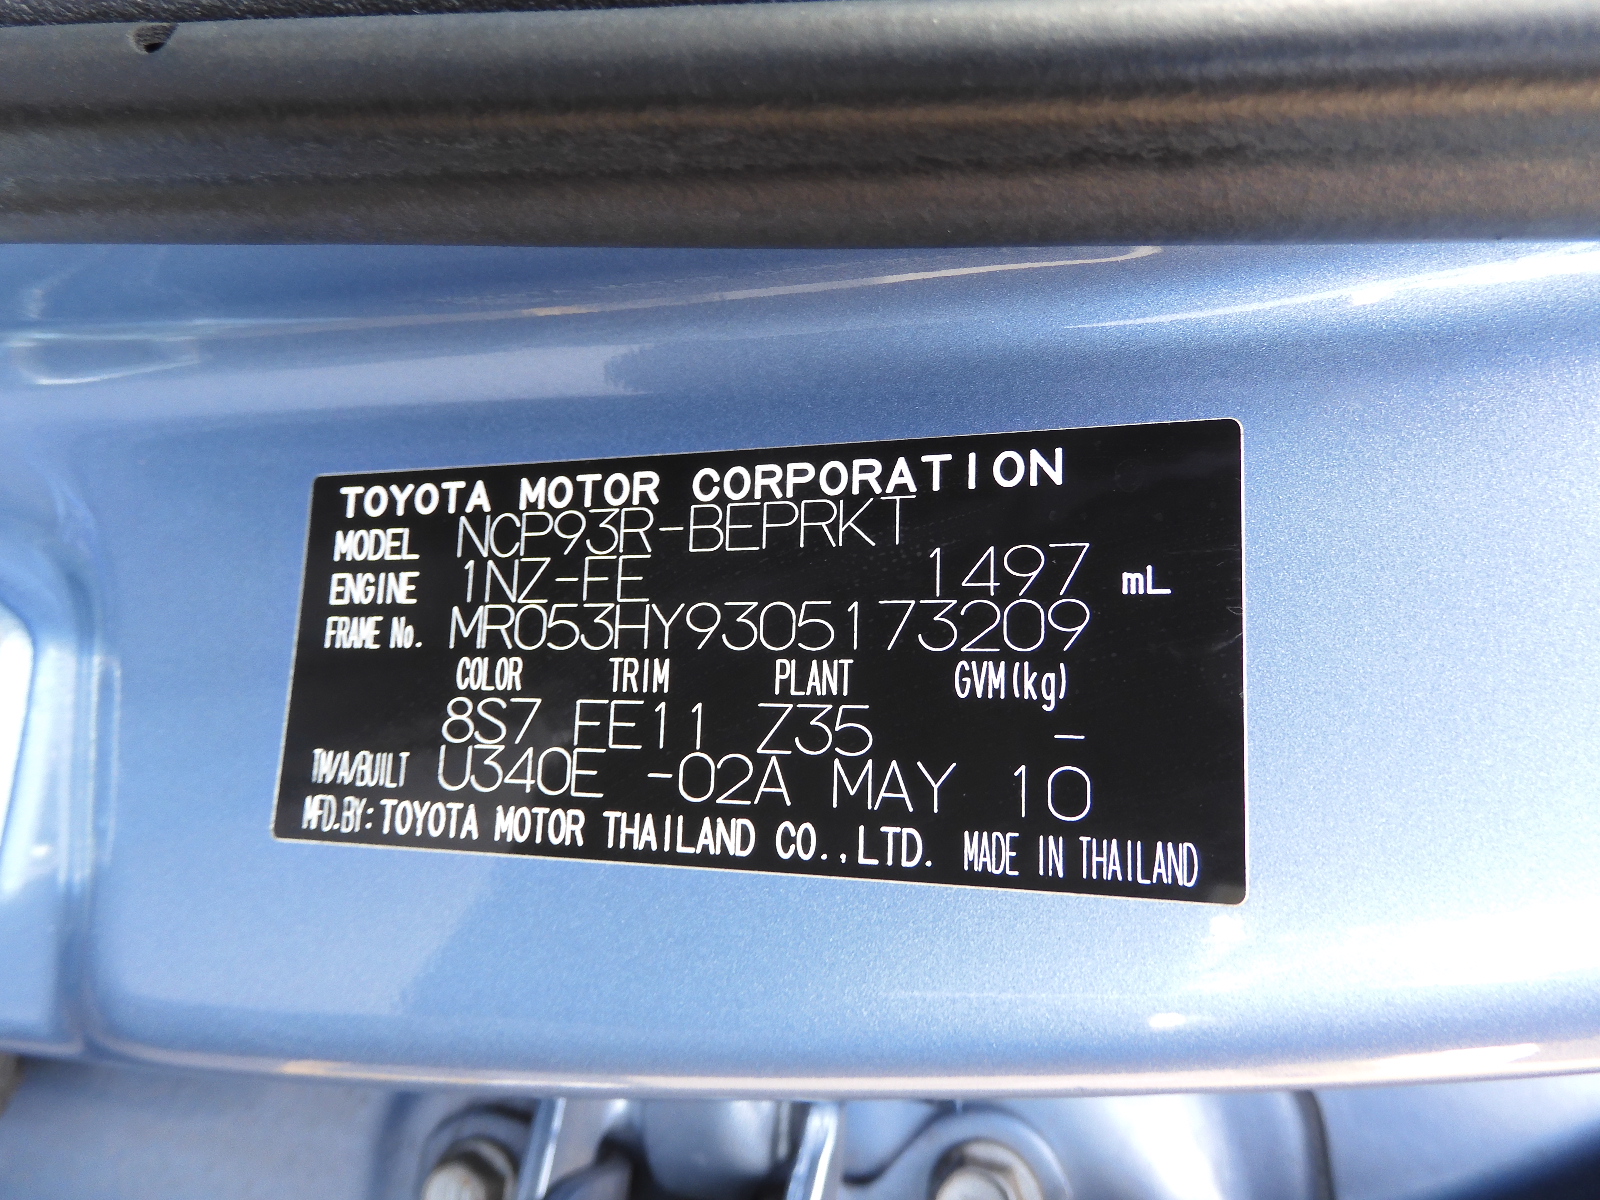 TOYOTA MOTOR CORPORATION
MODEL NCP93R-BEPRKT
ENGINE 1NZ-FE 1497 mL
FRAME No. MR053HY9305173209
COLOR TRIM PLANT GVM(kg)
8S7 FE11 Z35 -
TM/A/BUILT U340E -02A MAY 10
MFD.BY: TOYOTA MOTOR THAILAND CO.,LTD. MADE IN THAILAND